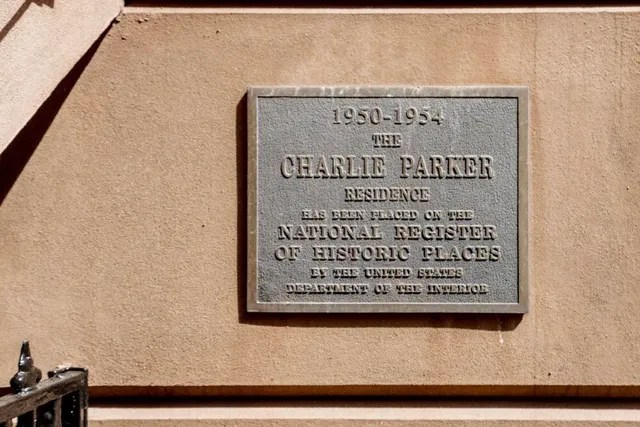 1950-1954
THE
CHARLIE PARKER
RESIDENCE
HAS BEEN PLACED ON THE
NATIONAL REGISTER
OF HISTORIC PLACES
BY THE UNITED STATES
DEPARTMENT OF THE INTERIOR